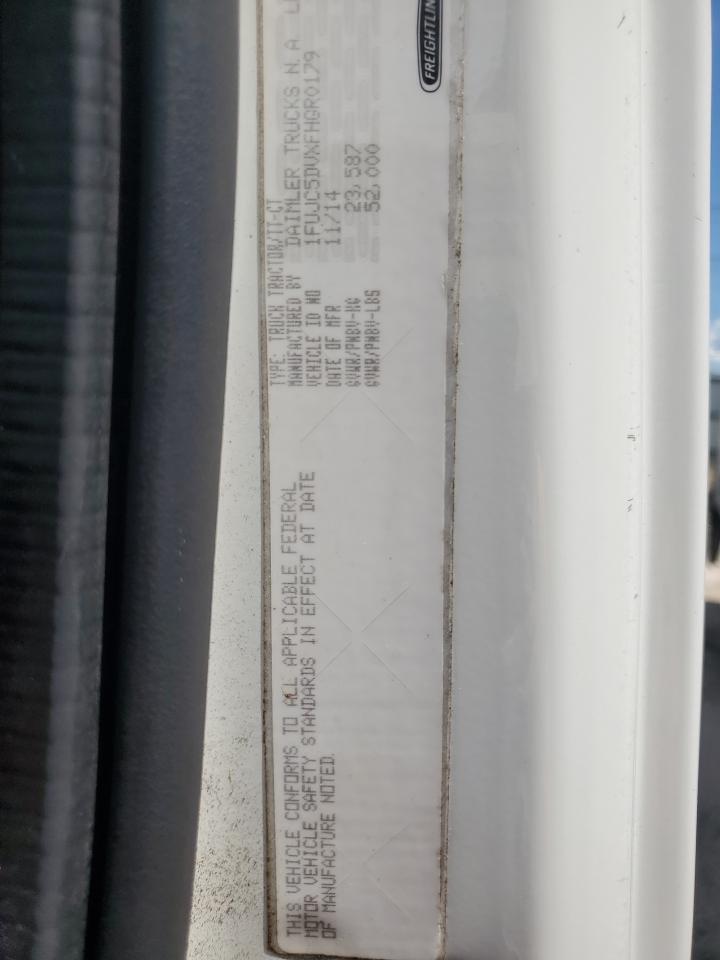 THIS VEHICLE CONFORMS TO ALL APPLICABLE FEDERAL
MOTOR VEHICLE SAFETY STANDARDS IN EFFECT AT DATE
OF MANUFACTURE NOTED.
TYPE: TRUCK TRACTOR/TT-CT
MANUFACTURED BY DAIMLER TRUCKS N.A
VEHICLE ID NO 1FUJC5DVXFHGR0179
DATE OF MFR 11/14
GVWR/PNBV-KG 23,587
GVWR/PNBV-LBS 52,000